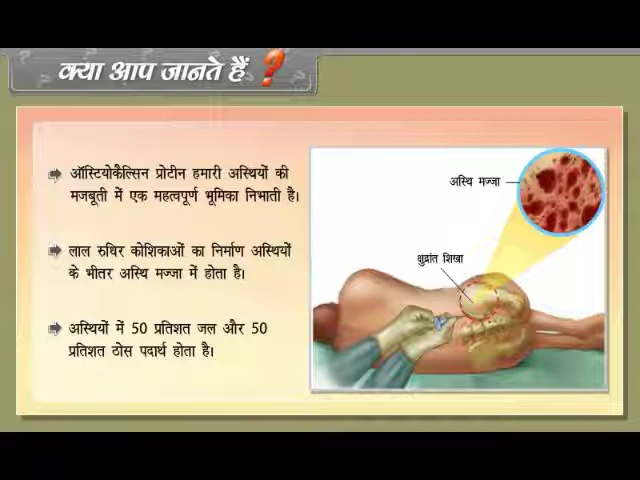 क्या आप जानते हैं ?
ऑस्टियोकैल्सिन प्रोटीन हमारी अस्थियों की
मजबूती में एक महत्वपूर्ण भूमिका निभाती है।
लाल रुधिर कोशिकाओं का निर्माण अस्थियों
के भीतर अस्थि मज्जा में होता है।
अस्थियों में 50 प्रतिशत जल और 50
प्रतिशत ठोस पदार्थ होता है।
अस्थि मज्जा
क्षुद्रांत शिखा